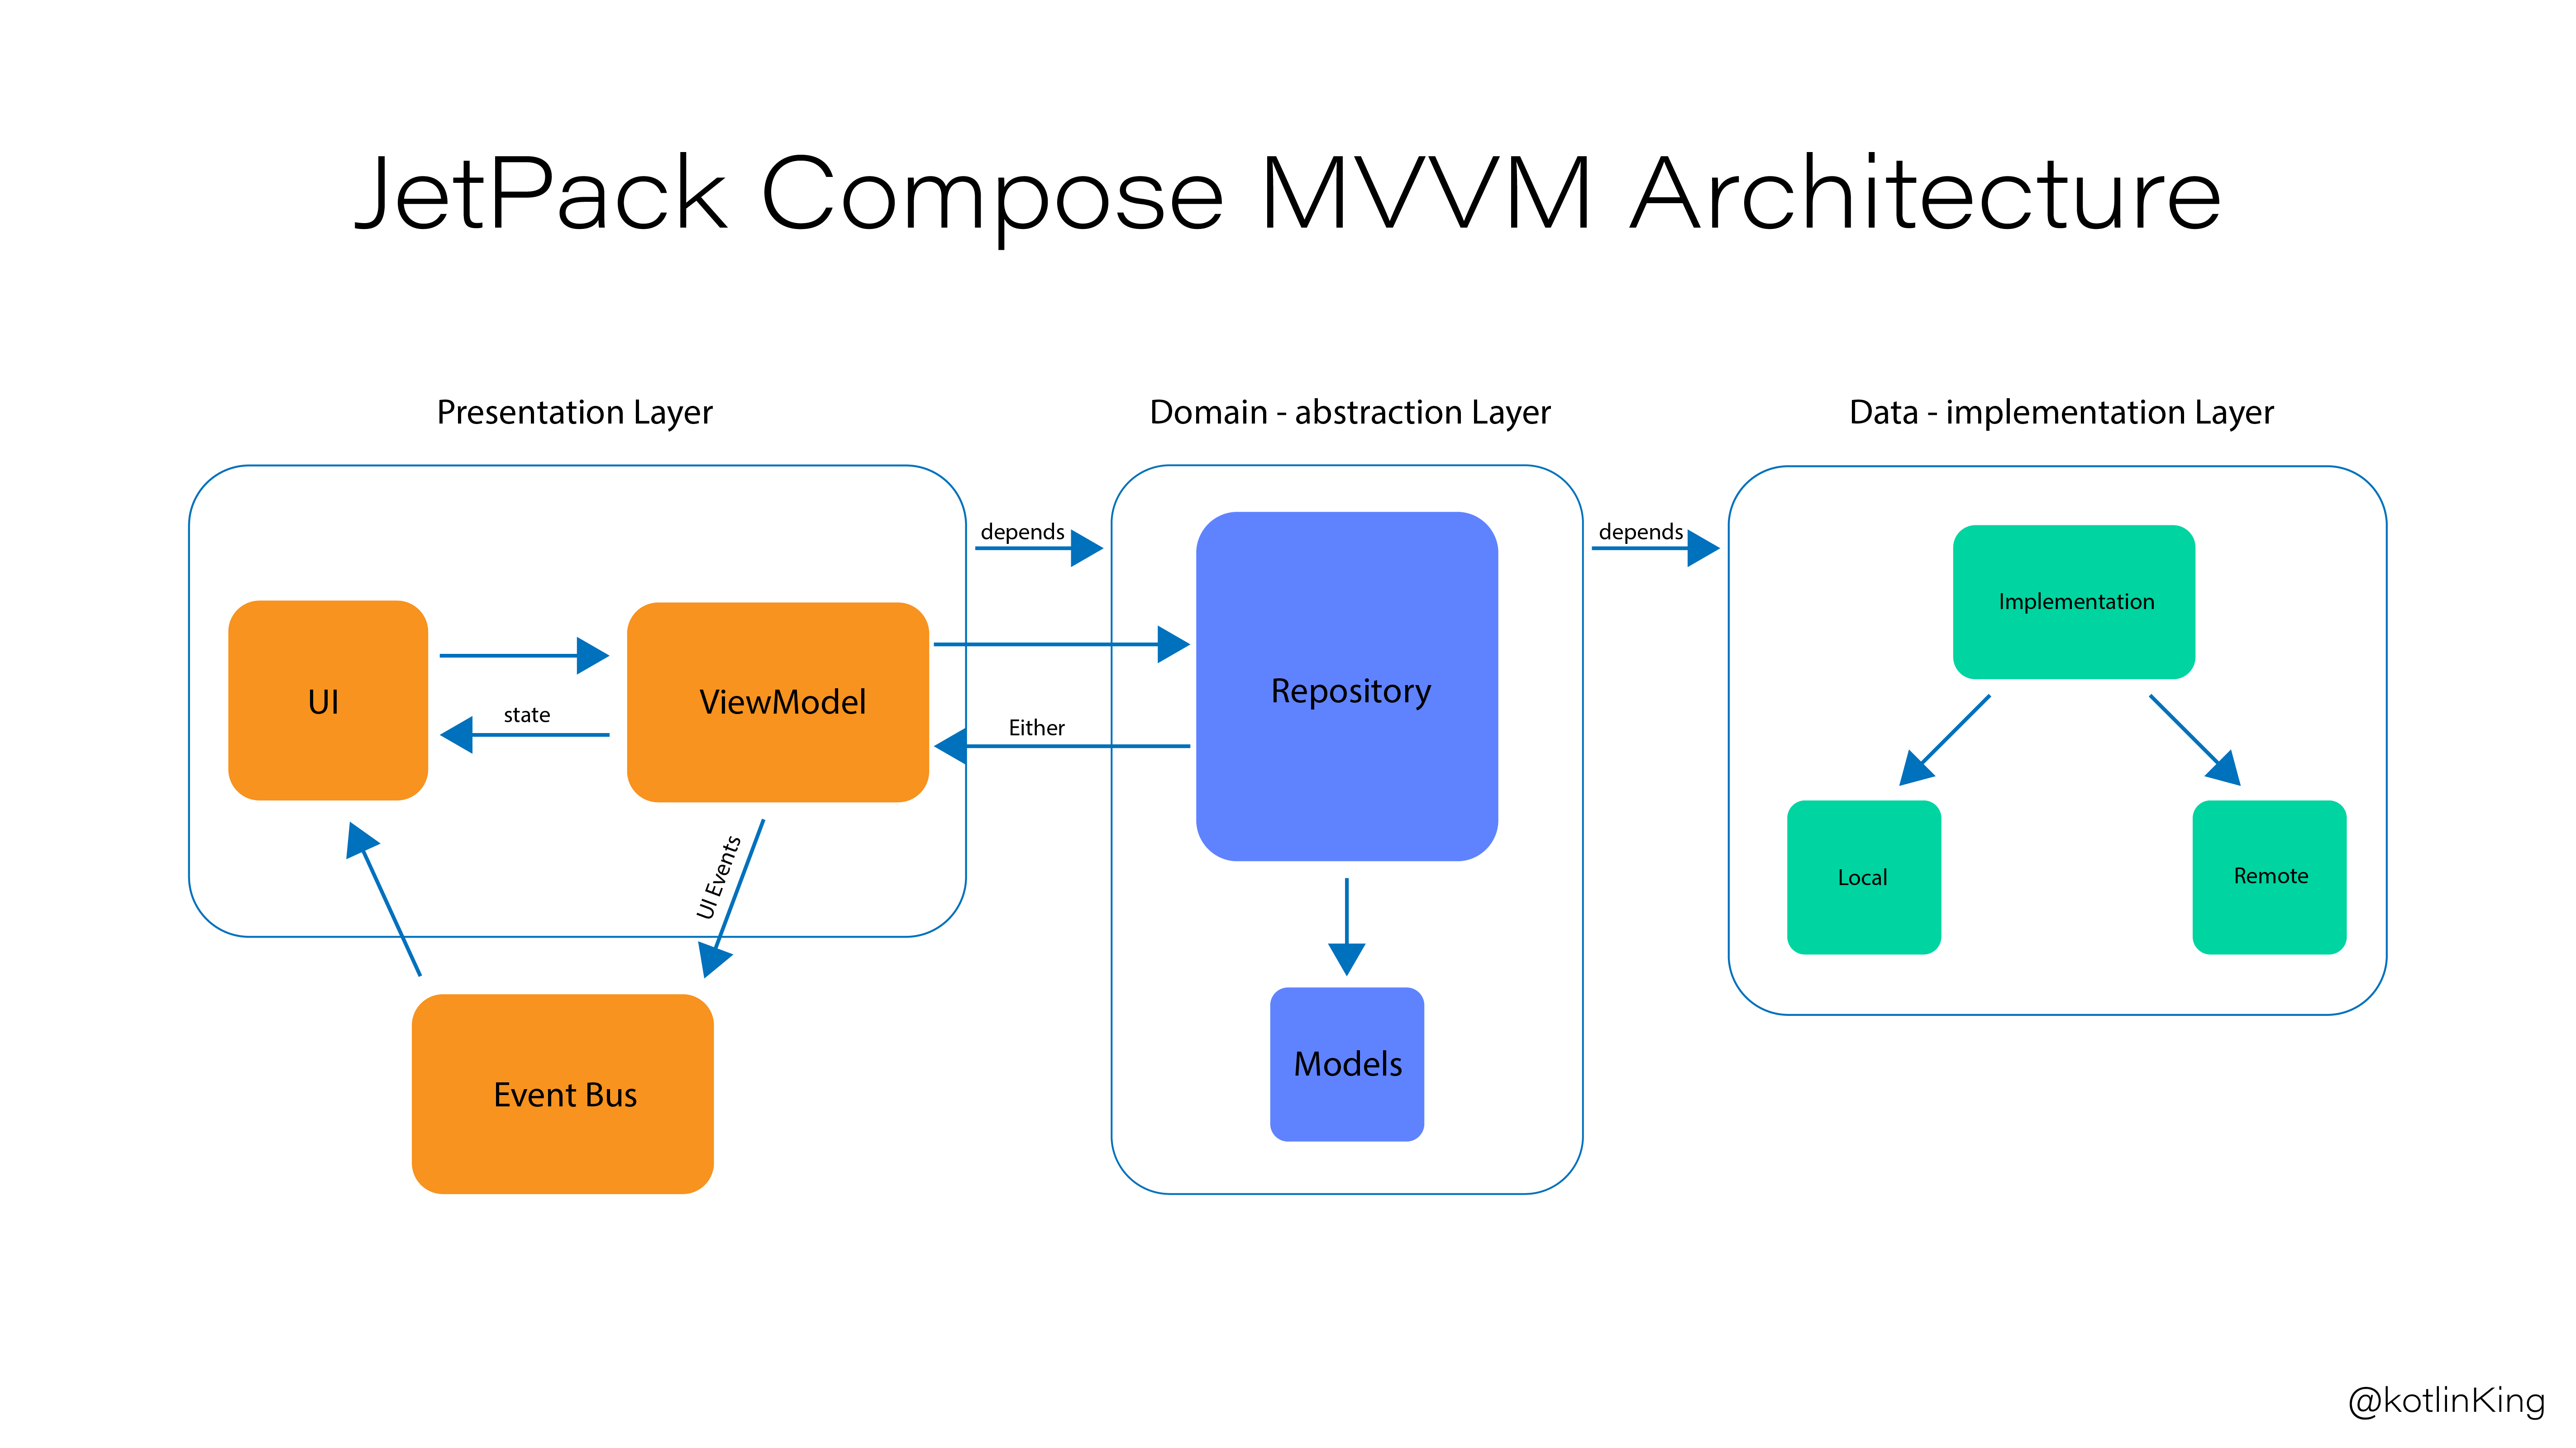 JetPack Compose MVVM Architecture
Presentation Layer
Domain - abstraction Layer
Data - implementation Layer
depends
depends
UI
state
ViewModel
Either
Repository
Implementation
UI Events
Local
Remote
Event Bus
Models
@kotlinKing